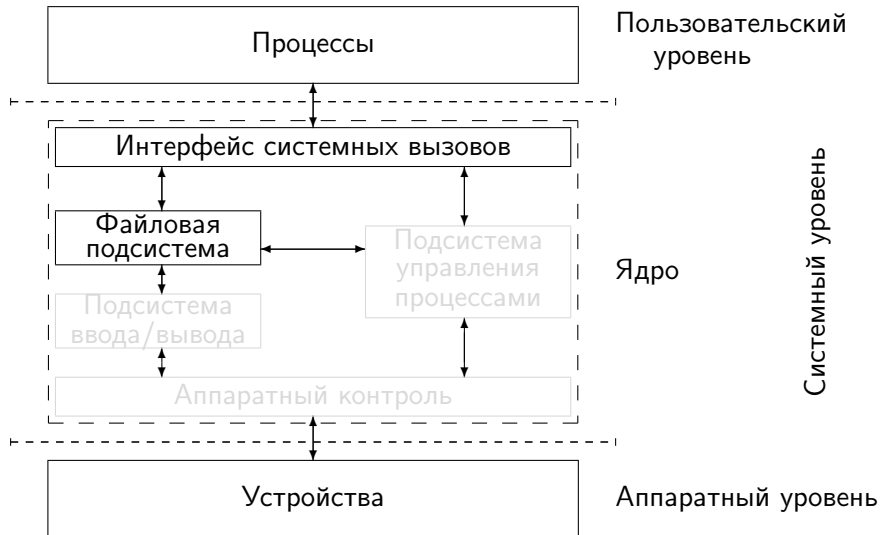 Процессы
Пользовательский
уровень
Интерфейс системных вызовов
Файловая
подсистема
Подсистема
управления
процессами
Подсистема
ввода/вывода
Аппаратный контроль
Ядро
Системный уровень
Устройства
Аппаратный уровень